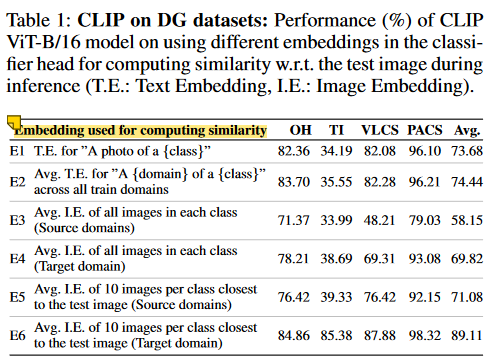 Table 1: CLIP on DG datasets: Performance (%) of CLIP
ViT-B/16 model on using different embeddings in the classi-
fier head for computing similarity w.r.t. the test image during
inference (T.E.: Text Embedding, I.E.: Image Embedding).
Embedding used for computing similarity OH TI VLCS PACS Avg.
E1 T.E. for "A photo of a {class}" 82.36 34.19 82.08 96.10 73.68
E2 Avg. T.E. for "A {domain} of a {class}" 83.70 35.55 82.28 96.21 74.44
across all train domains
E3 Avg. I.E. of all images in each class 71.37 33.99 48.21 79.03 58.15
(Source domains)
E4 Avg. I.E. of all images in each class 78.21 38.69 69.31 93.08 69.82
(Target domain)
E5 Avg. I.E. of 10 images per class closest 76.42 39.33 76.42 92.15 71.08
to the test image (Source domains)
E6 Avg. I.E. of 10 images per class closest 84.86 85.38 87.88 98.32 89.11
to the test image (Target domain)